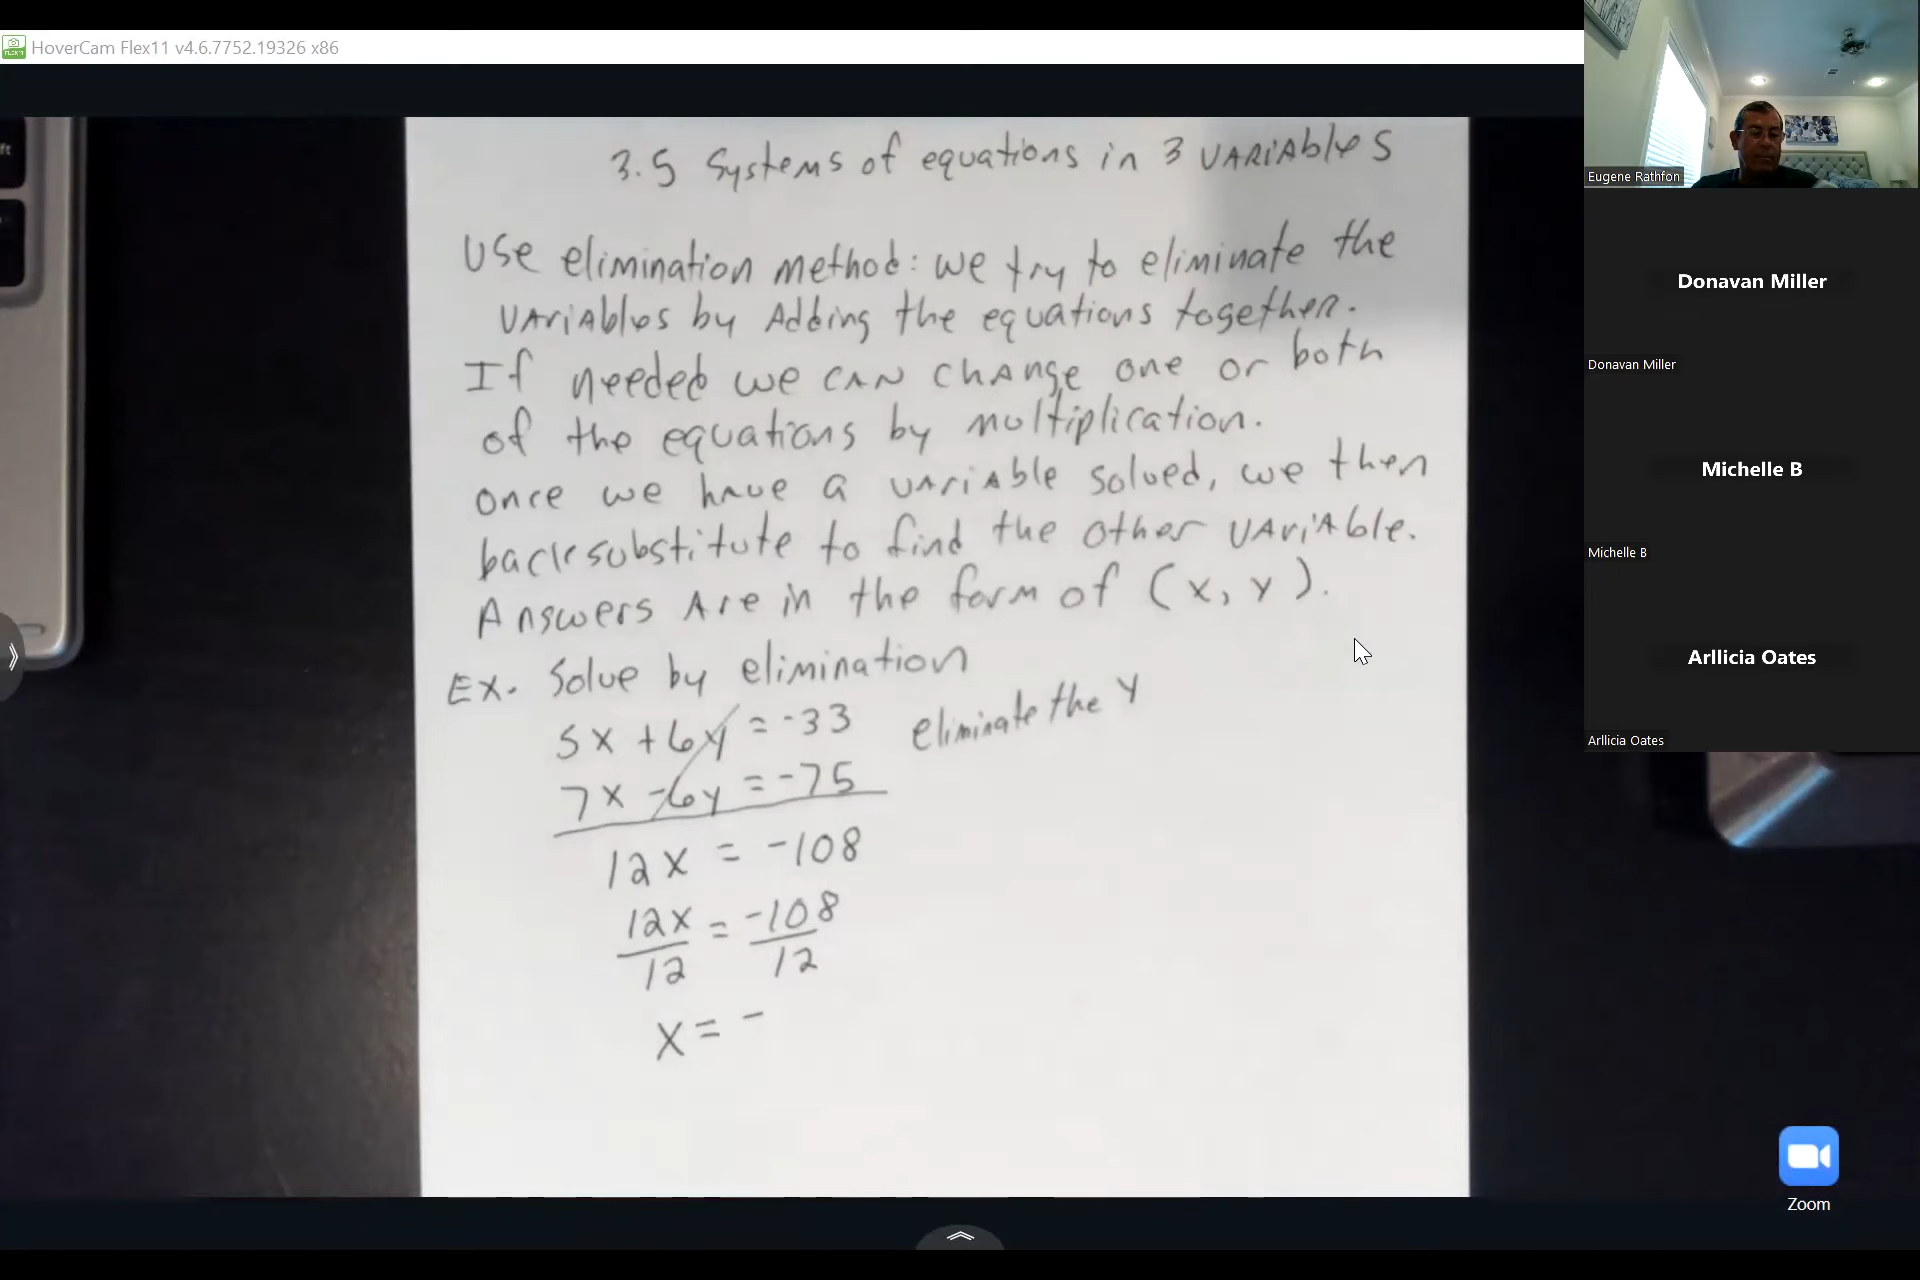 HoverCam Flex11 v4.6.7752.19326 x86
3.5 Systems of equations in 3 VARiAbles
Use elimination method: we try to eliminate the
VARiAbles by Adding the equations together.
If needed we CAN change one or both
of the equations by multiplication.
once we have a variable solved, we then
backsubstitute to find the other VAriAble.
Answers Are in the form of (x, y).
Ex. Solve by elimination
5x + 6y = -33 eliminate the y
7x - 6y = -75
12x = -108
12x/12 = -108/12
x = -
Eugene Rathfon
Donavan Miller
Donavan Miller
Michelle B
Michelle B
Arllicia Oates
Arllicia Oates
Zoom